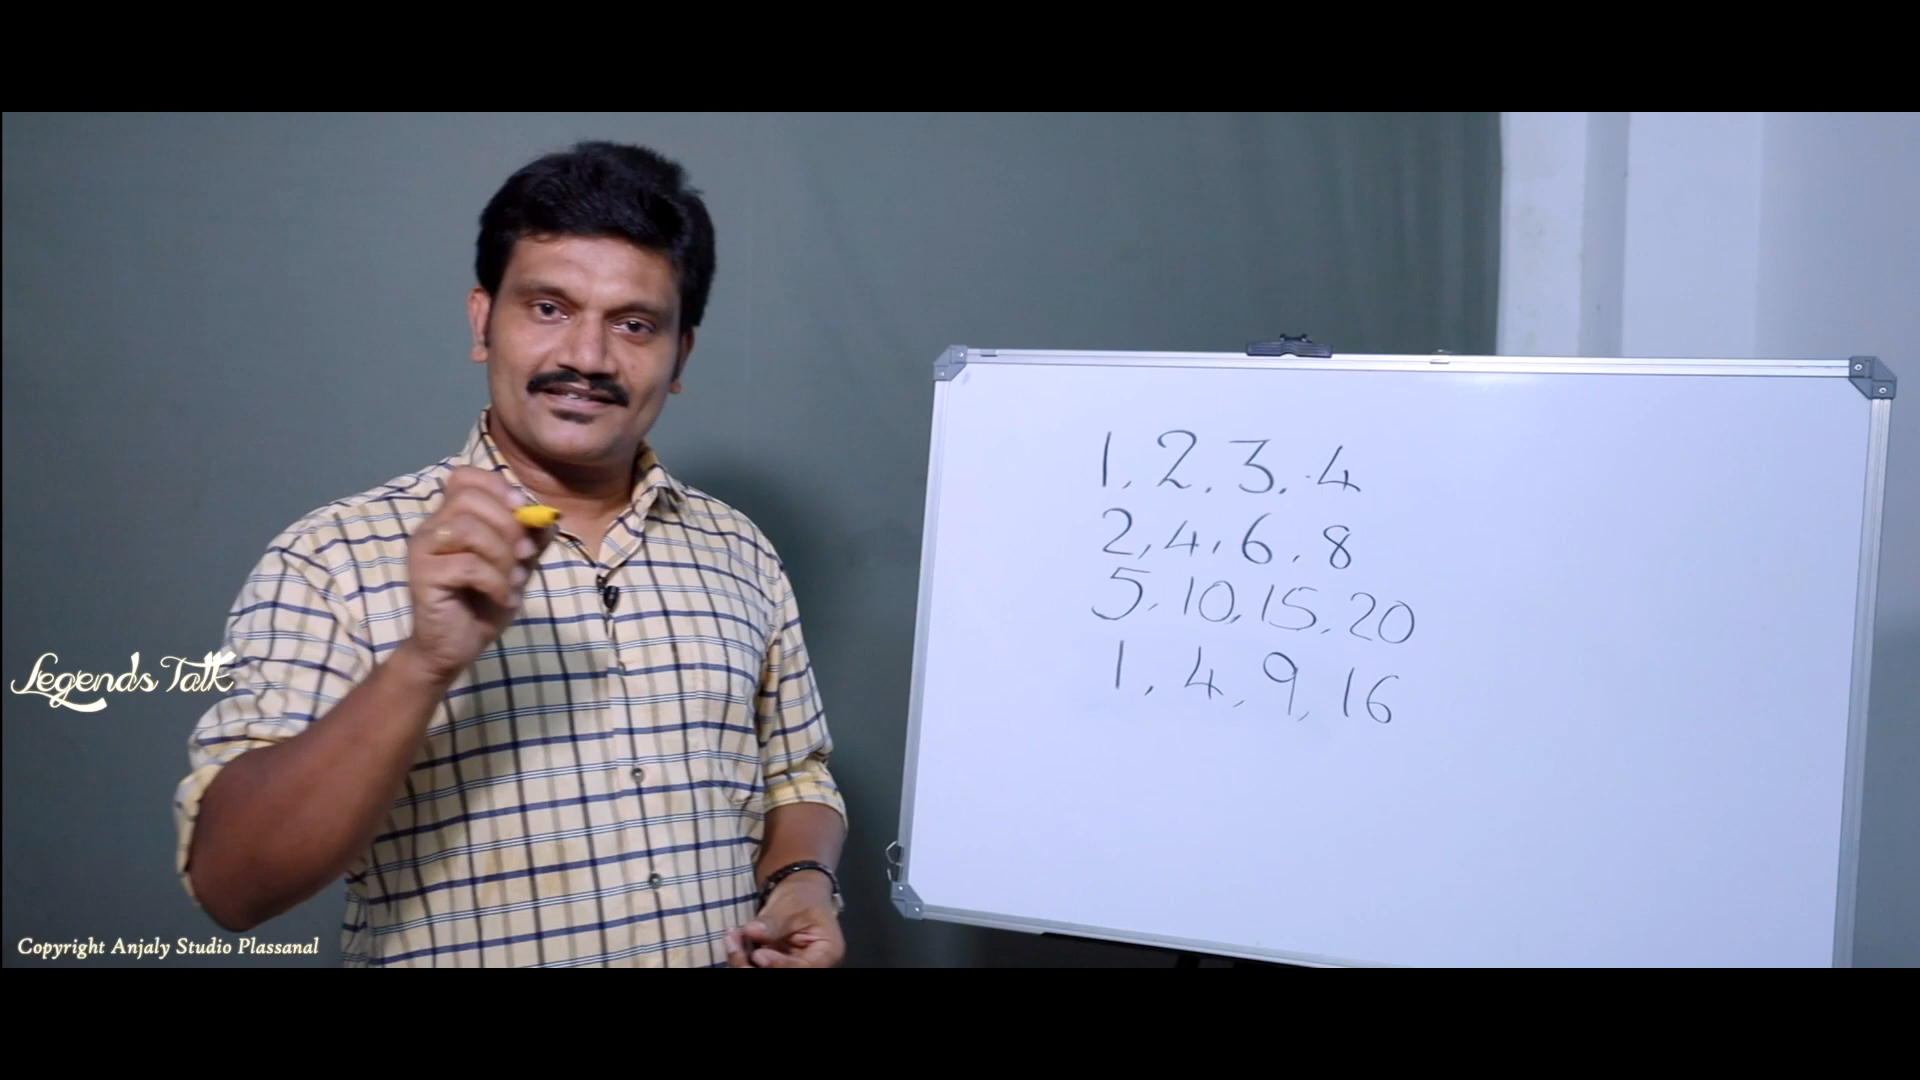 1, 2, 3, 4
2, 4, 6, 8
5, 10, 15, 20
1, 4, 9, 16
Legends Talk
Copyright Anjaly Studio Plassanal